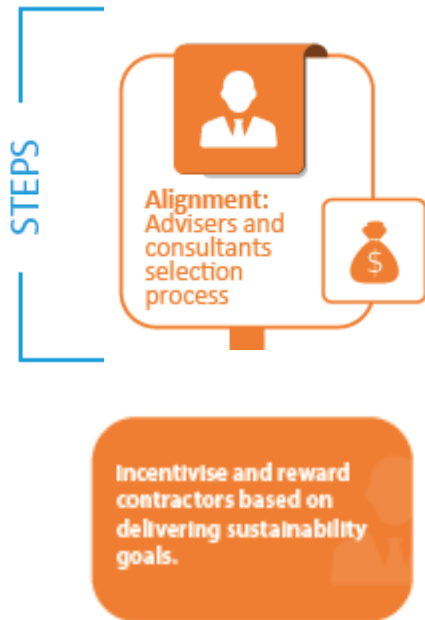 STEPS
Alignment:
Advisers and
consultants
selection
process
$
Incentivise and reward
contractors based on
delivering sustainability
goals.